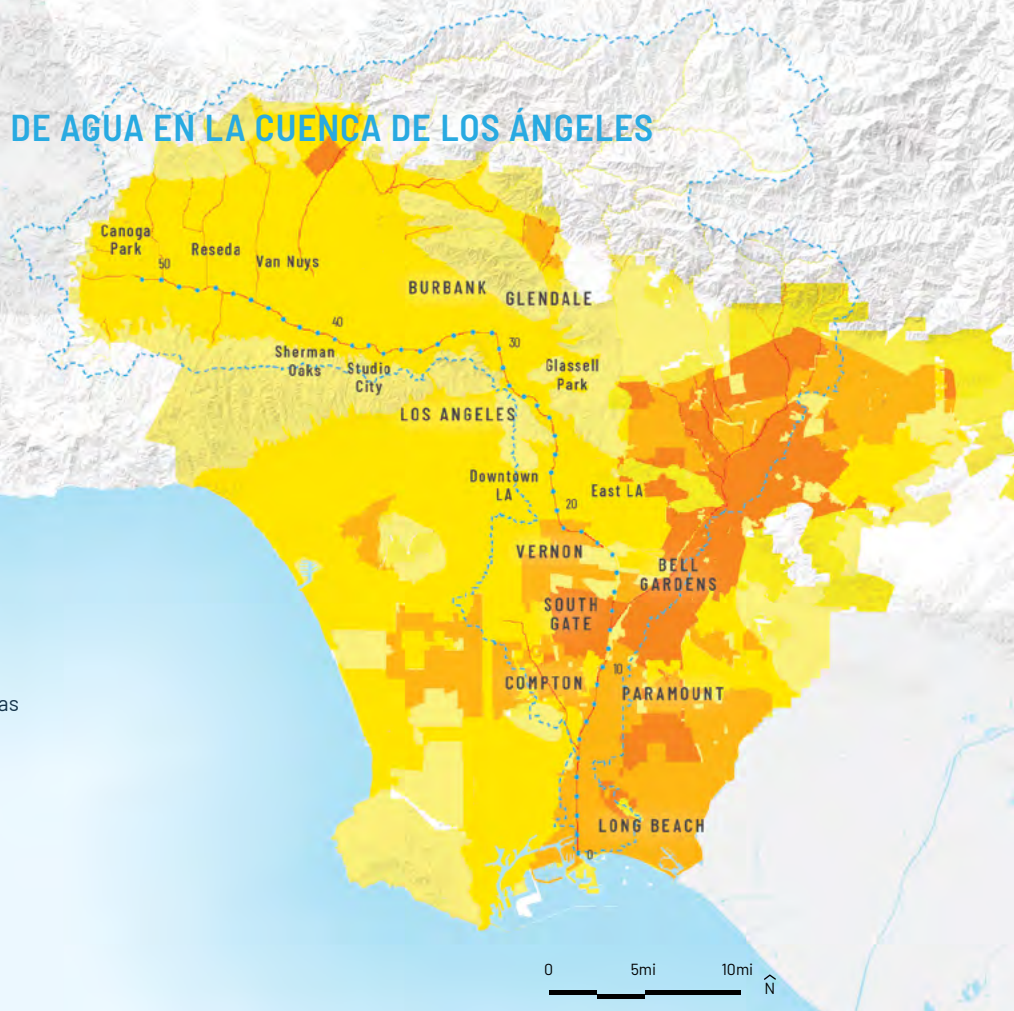 DE AGUA EN LA CUENCA DE LOS ÁNGELES
Canoga
Park
50
Reseda
Van Nuys
BURBANK
GLENDALE
40
30
Sherman
Oaks
Studio
City
Glassell
Park
LOS ANGELES
Downtown
LA
East LA
20
VERNON
BELL
GARDENS
SOUTH
GATE
10
COMPTON
PARAMOUNT
as
LONG BEACH
0
0 5mi 10mi
N